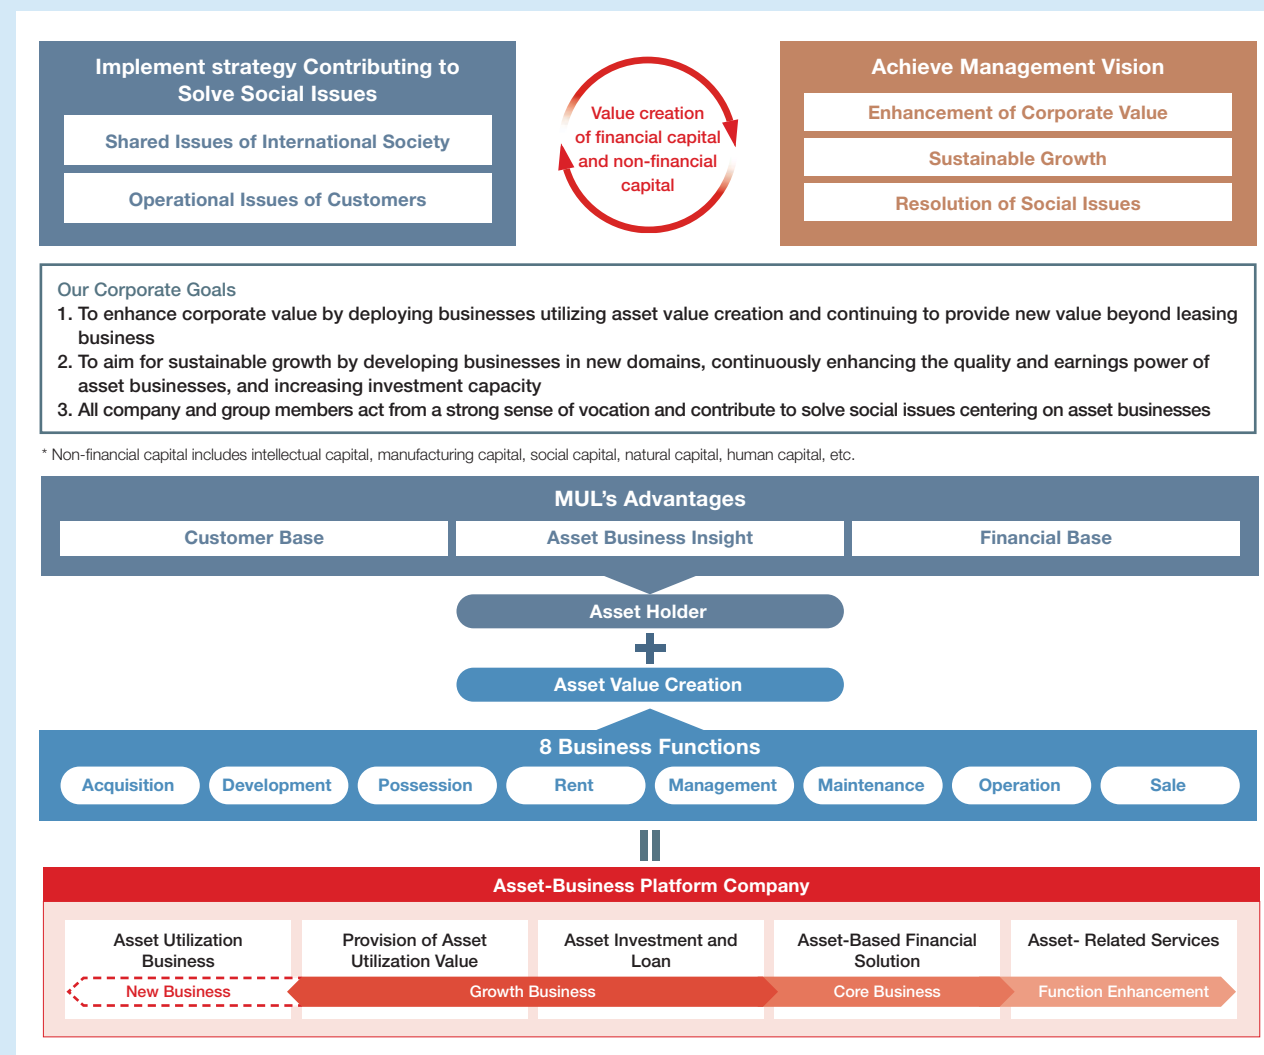 Implement strategy Contributing to
Solve Social Issues
Shared Issues of International Society
Operational Issues of Customers
Value creation
of financial capital
and non-financial
capital
Achieve Management Vision
Enhancement of Corporate Value
Sustainable Growth
Resolution of Social Issues
Our Corporate Goals
1. To enhance corporate value by deploying businesses utilizing asset value creation and continuing to provide new value beyond leasing
business
2. To aim for sustainable growth by developing businesses in new domains, continuously enhancing the quality and earnings power of
asset businesses, and increasing investment capacity
3. All company and group members act from a strong sense of vocation and contribute to solve social issues centering on asset businesses
* Non-financial capital includes intellectual capital, manufacturing capital, social capital, natural capital, human capital, etc.
MUL's Advantages
Customer Base
Asset Business Insight
Financial Base
Asset Holder
Asset Value Creation
8 Business Functions
Acquisition
Development
Possession
Rent
Management
Maintenance
Operation
Sale
Asset-Business Platform Company
Asset Utilization
Business
Provision of Asset
Utilization Value
Asset Investment and
Loan
Asset-Based Financial
Solution
Asset- Related Services
New Business
Growth Business
Core Business
Function Enhancement